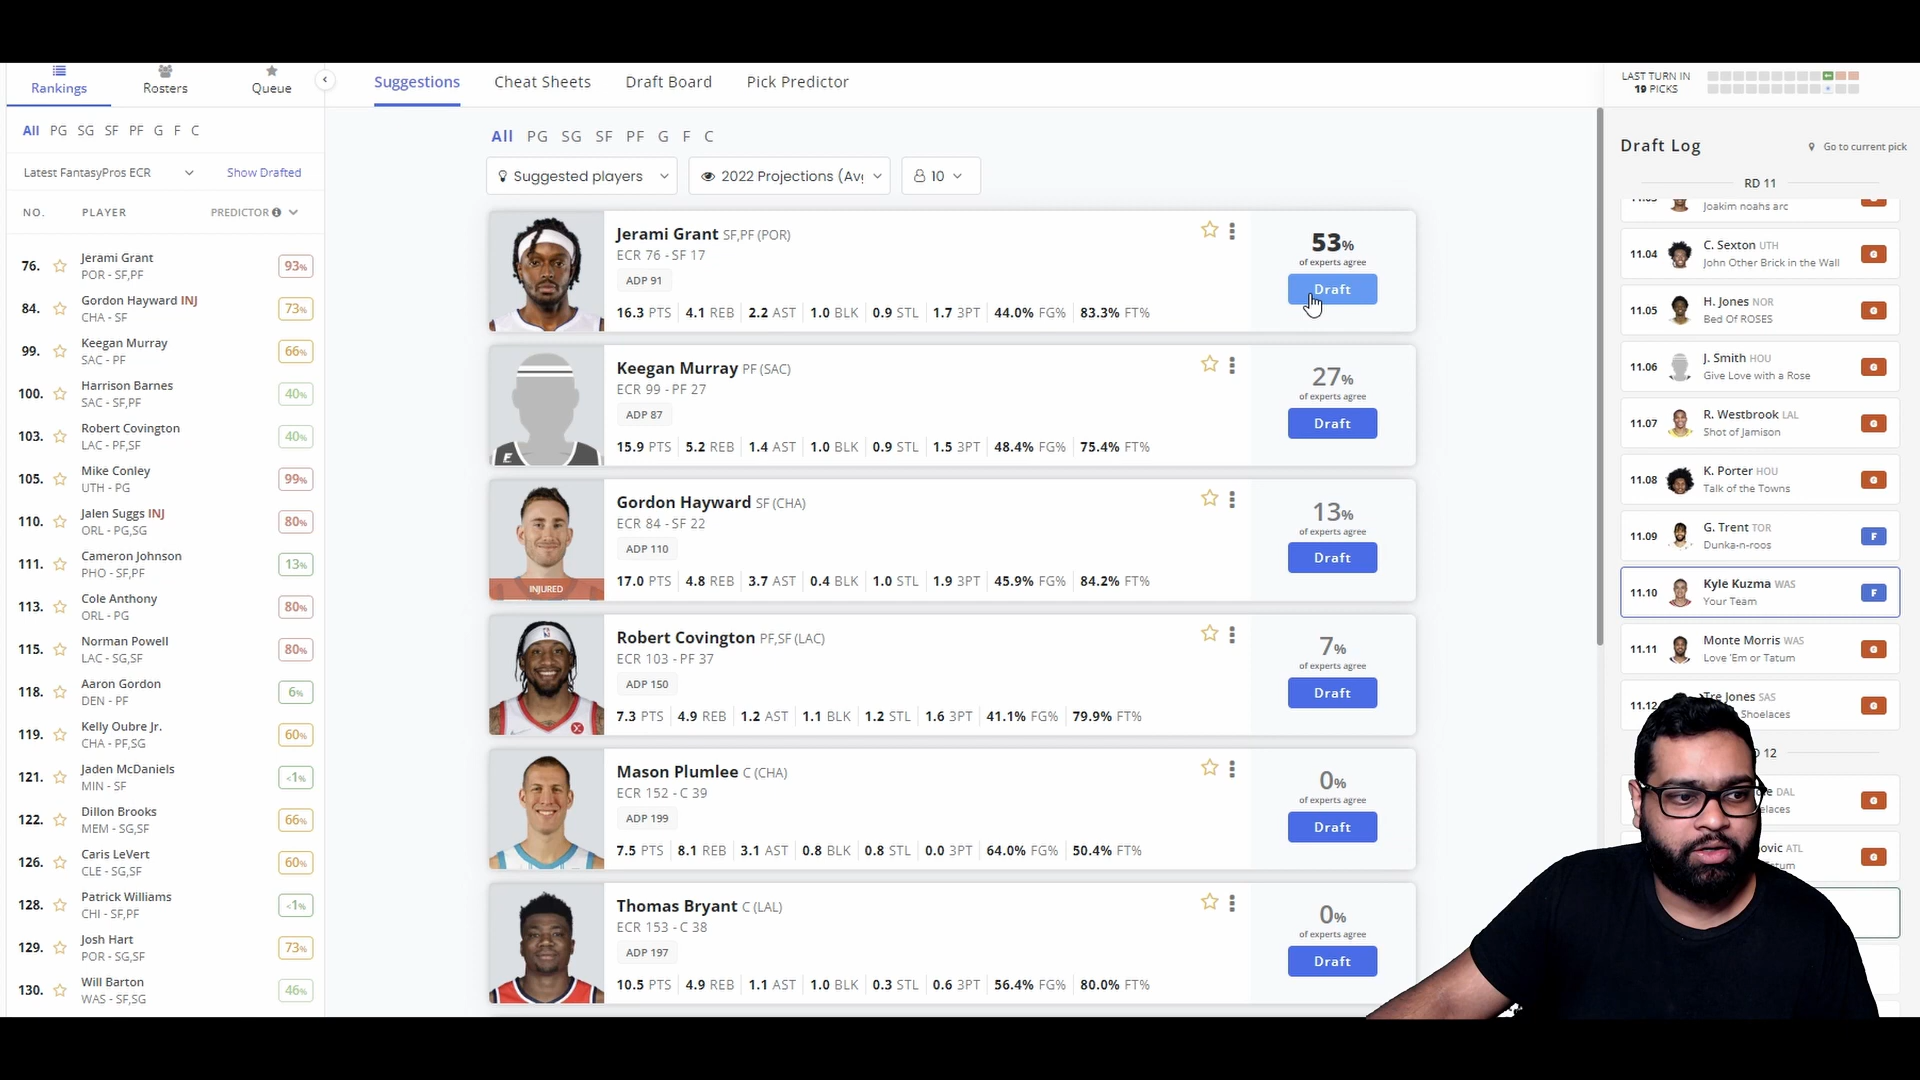 Rankings
Rosters
Queue
All PG SG SF PF G F C
Latest FantasyPros ECR
Show Drafted
NO. PLAYER PREDICTOR
76. Jerami Grant 93%
POR - SF,PF
84. Gordon Hayward INJ 73%
CHA - SF
99. Keegan Murray 66%
SAC - PF
100. Harrison Barnes 40%
SAC - SF,PF
103. Robert Covington 40%
LAC - PF,SF
105. Mike Conley 99%
UTH - PG
110. Jalen Suggs INJ 80%
ORL - PG,SG
111. Cameron Johnson 13%
PHO - SF,PF
113. Cole Anthony 80%
ORL - PG
115. Norman Powell 80%
LAC - SG,SF
118. Aaron Gordon 6%
DEN - PF
119. Kelly Oubre Jr. 60%
CHA - PF,SG
121. Jaden McDaniels <1%
MIN - SF
122. Dillon Brooks 66%
MEM - SG,SF
126. Caris LeVert 60%
CLE - SG,SF
128. Patrick Williams <1%
CHI - SF,PF
129. Josh Hart 73%
POR - SG,SF
130. Will Barton 46%
WAS - SF,SG
Suggestions Cheat Sheets Draft Board Pick Predictor
All PG SG SF PF G F C
Suggested players
2022 Projections (Avg
10
Jerami Grant SF,PF (POR)
ECR 76 - SF 17
ADP 91
16.3 PTS 4.1 REB 2.2 AST 1.0 BLK 0.9 STL 1.7 3PT 44.0% FG% 83.3% FT%
53%
of experts agree
Draft
Keegan Murray PF (SAC)
ECR 99 - PF 27
ADP 87
15.9 PTS 5.2 REB 1.4 AST 1.0 BLK 0.9 STL 1.5 3PT 48.4% FG% 75.4% FT%
27%
of experts agree
Draft
E
Gordon Hayward SF (CHA)
ECR 84 - SF 22
ADP 110
17.0 PTS 4.8 REB 3.7 AST 0.4 BLK 1.0 STL 1.9 3PT 45.9% FG% 84.2% FT%
13%
of experts agree
Draft
INJURED
Robert Covington PF,SF (LAC)
ECR 103 - PF 37
ADP 150
7.3 PTS 4.9 REB 1.2 AST 1.1 BLK 1.2 STL 1.6 3PT 41.1% FG% 79.9% FT%
7%
of experts agree
Draft
Mason Plumlee C (CHA)
ECR 152 - C 39
ADP 199
7.5 PTS 8.1 REB 3.1 AST 0.8 BLK 0.8 STL 0.0 3PT 64.0% FG% 50.4% FT%
0%
of experts agree
Draft
Thomas Bryant C (LAL)
ECR 153 - C 38
ADP 197
10.5 PTS 4.9 REB 1.1 AST 1.0 BLK 0.3 STL 0.6 3PT 56.4% FG% 80.0% FT%
0%
of experts agree
Draft
LAST TURN IN
19 PICKS
Draft Log
Go to current pick
RD 11
Joakim noahs arc
11.04 C. Sexton UTH G
John Other Brick in the Wall
11.05 H. Jones NOR G
Bed Of ROSES
11.06 J. Smith HOU G
Give Love with a Rose
11.07 R. Westbrook LAL G
Shot of Jamison
11.08 K. Porter HOU G
Talk of the Towns
11.09 G. Trent TOR F
Dunka-n-roos
11.10 Kyle Kuzma WAS F
Your Team
11.11 Monte Morris WAS G
Love 'Em or Tatum
11.12 Tre Jones SAS G
Shoelaces
12
DAL G
ATL G